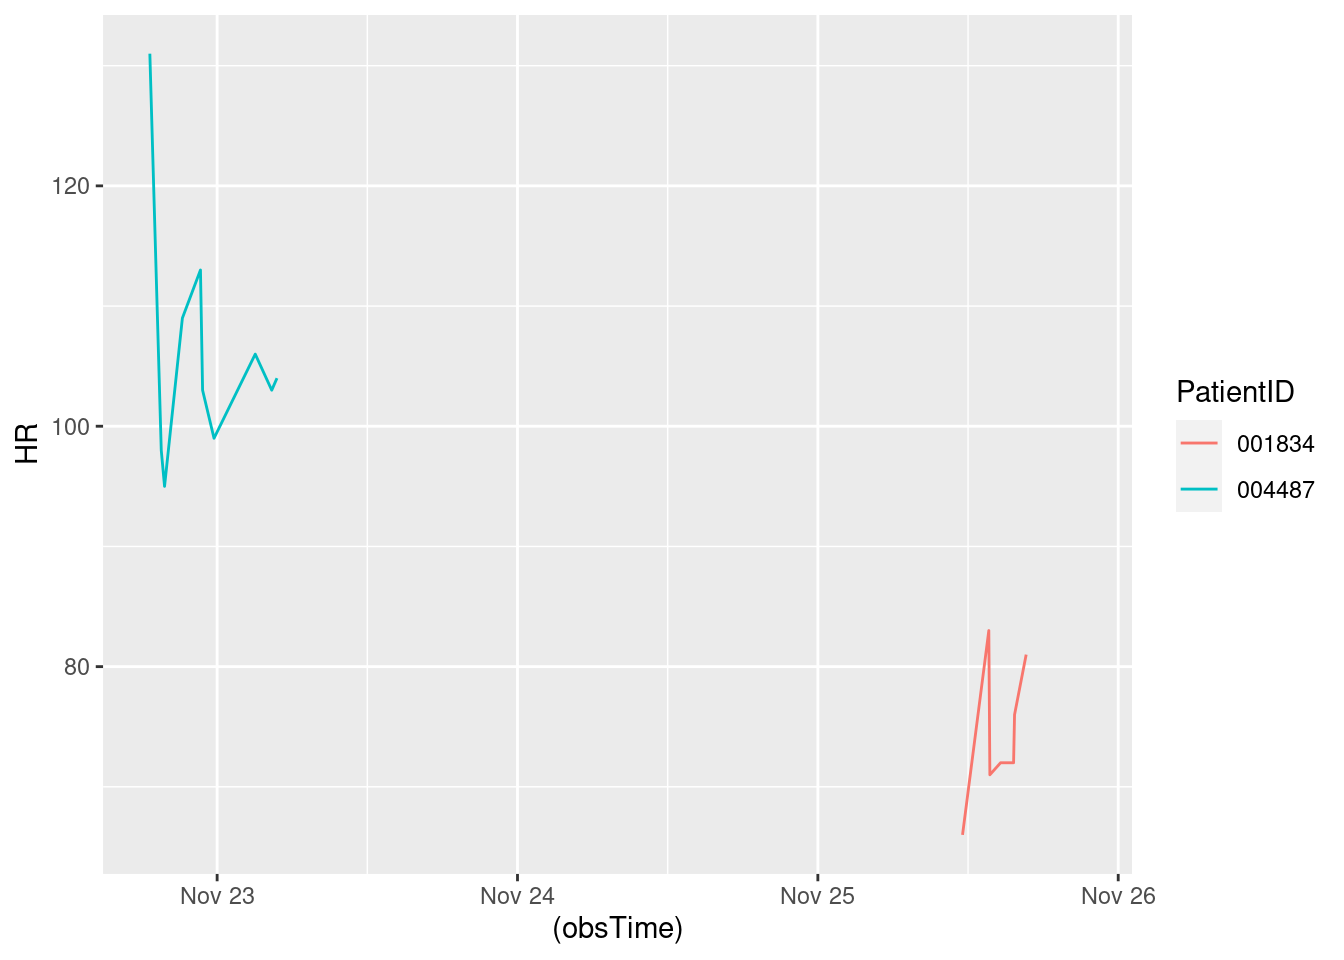 120
100
80
HR
Nov 23
Nov 24
Nov 25
Nov 26
(obsTime)
PatientID
001834
004487